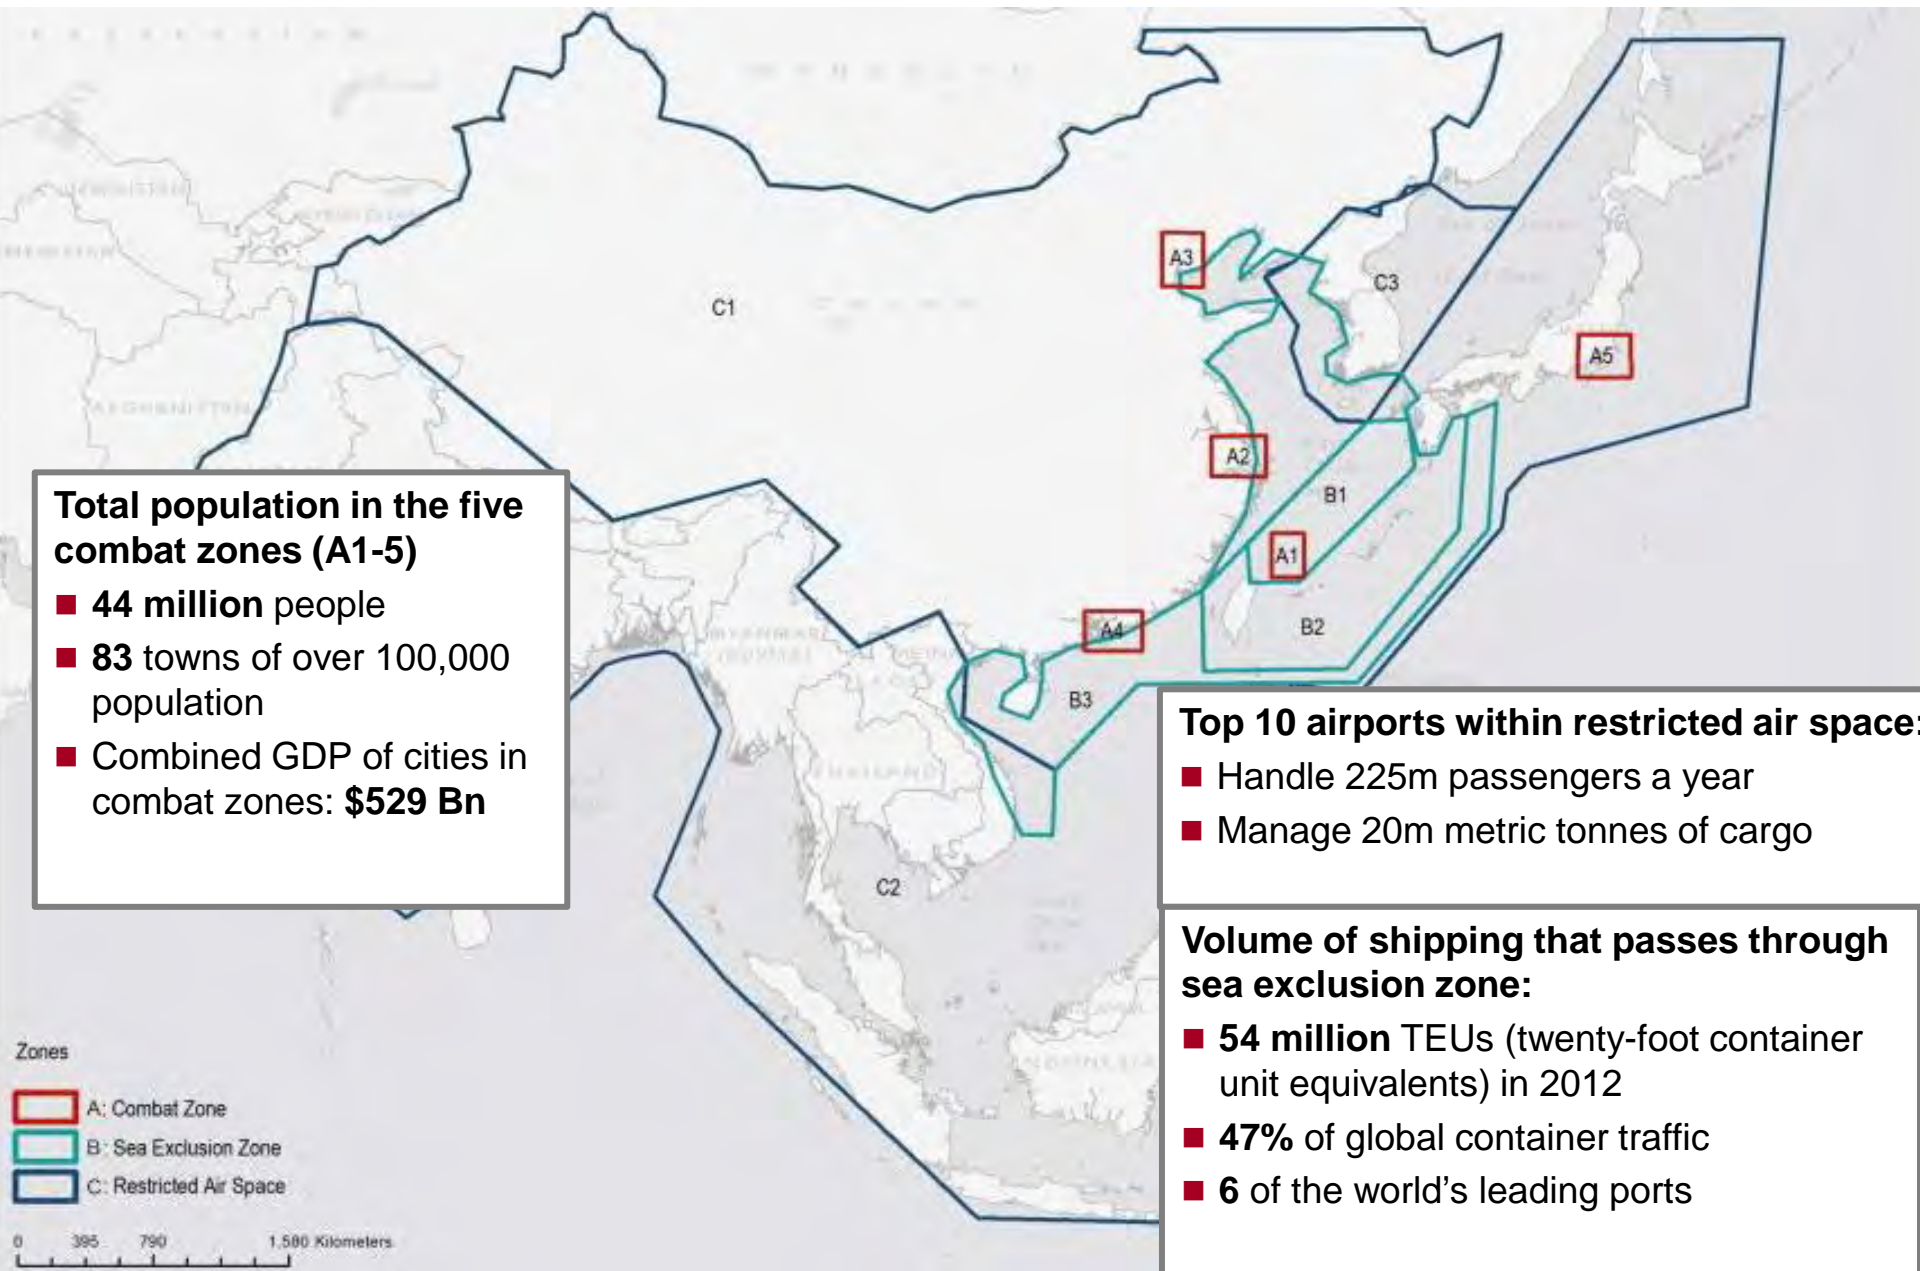 A3
C1
C3
A5
A2
B1
A1
A4
B2
B3
C2
MYANMAR
THAILAND
AFGHANISTAN
Total population in the five
combat zones (A1-5)
44 million people
83 towns of over 100,000
population
Combined GDP of cities in
combat zones: $529 Bn
Top 10 airports within restricted air space:
Handle 225m passengers a year
Manage 20m metric tonnes of cargo
Volume of shipping that passes through
sea exclusion zone:
54 million TEUs (twenty-foot container
unit equivalents) in 2012
47% of global container traffic
6 of the world's leading ports
Zones
A: Combat Zone
B: Sea Exclusion Zone
C: Restricted Air Space
0 395 790 1,580 Kilometers